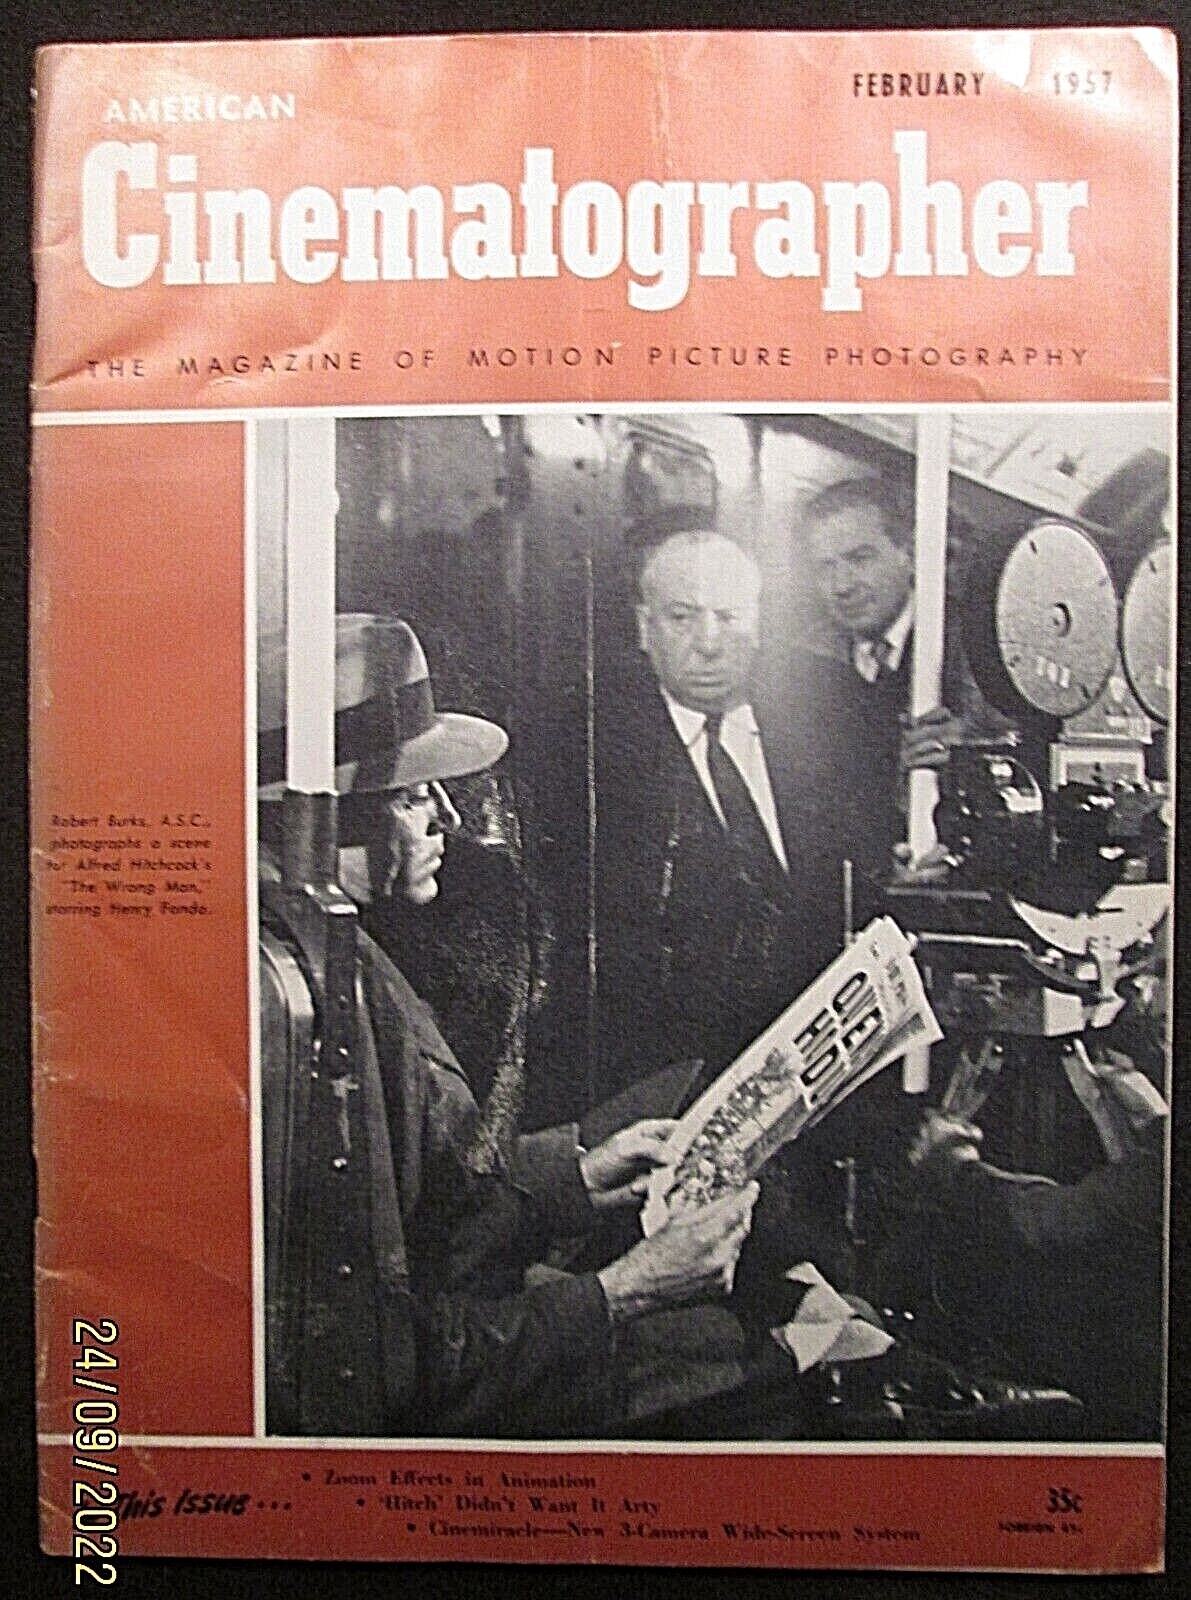 FEBRUARY 1957
AMERICAN
Cinematographer
THE MAGAZINE OF MOTION PICTURE PHOTOGRAPHY
Robert Burks, A.S.C.,
photographs a scene
for Alfred Hitchcock's
"The Wrong Man,"
starring Henry Fonda.
This Issue...
• Zoom Effects in Animation
• 'Hitch' Didn't Want It Arty
• Cinemiracle—New 3-Camera Wide-Screen System
35c
FOREIGN
24/09/2022